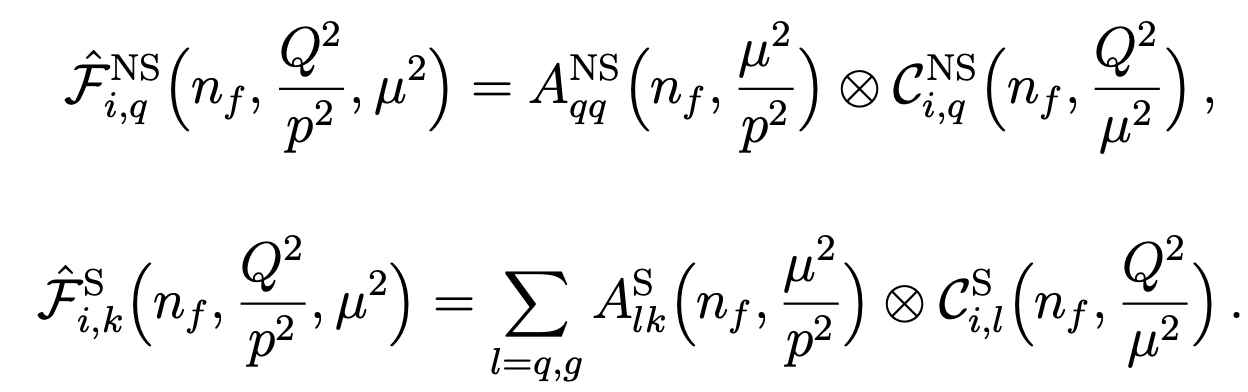 \hat{\mathcal{F}}_{i,q}^{\mathrm{NS}}\Big(n_f, \frac{Q^2}{p^2}, \mu^2\Big) = A_{qq}^{\mathrm{NS}}\Big(n_f, \frac{\mu^2}{p^2}\Big) \otimes \mathcal{C}_{i,q}^{\mathrm{NS}}\Big(n_f, \frac{Q^2}{\mu^2}\Big) \,,
\hat{\mathcal{F}}_{i,k}^{\mathrm{S}}\Big(n_f, \frac{Q^2}{p^2}, \mu^2\Big) = \sum_{l=q,g} A_{lk}^{\mathrm{S}}\Big(n_f, \frac{\mu^2}{p^2}\Big) \otimes \mathcal{C}_{i,l}^{\mathrm{S}}\Big(n_f, \frac{Q^2}{\mu^2}\Big) \,.